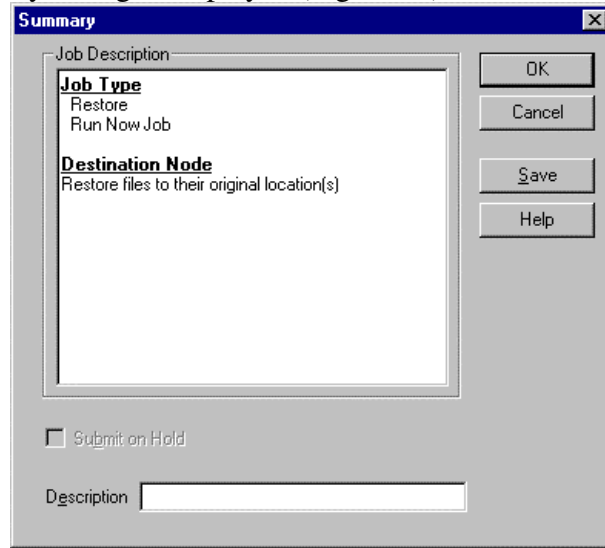 Summary
Job Description
Job Type
Restore
Run Now Job
Destination Node
Restore files to their original location(s)
OK
Cancel
Save
Help
Submit on Hold
Description